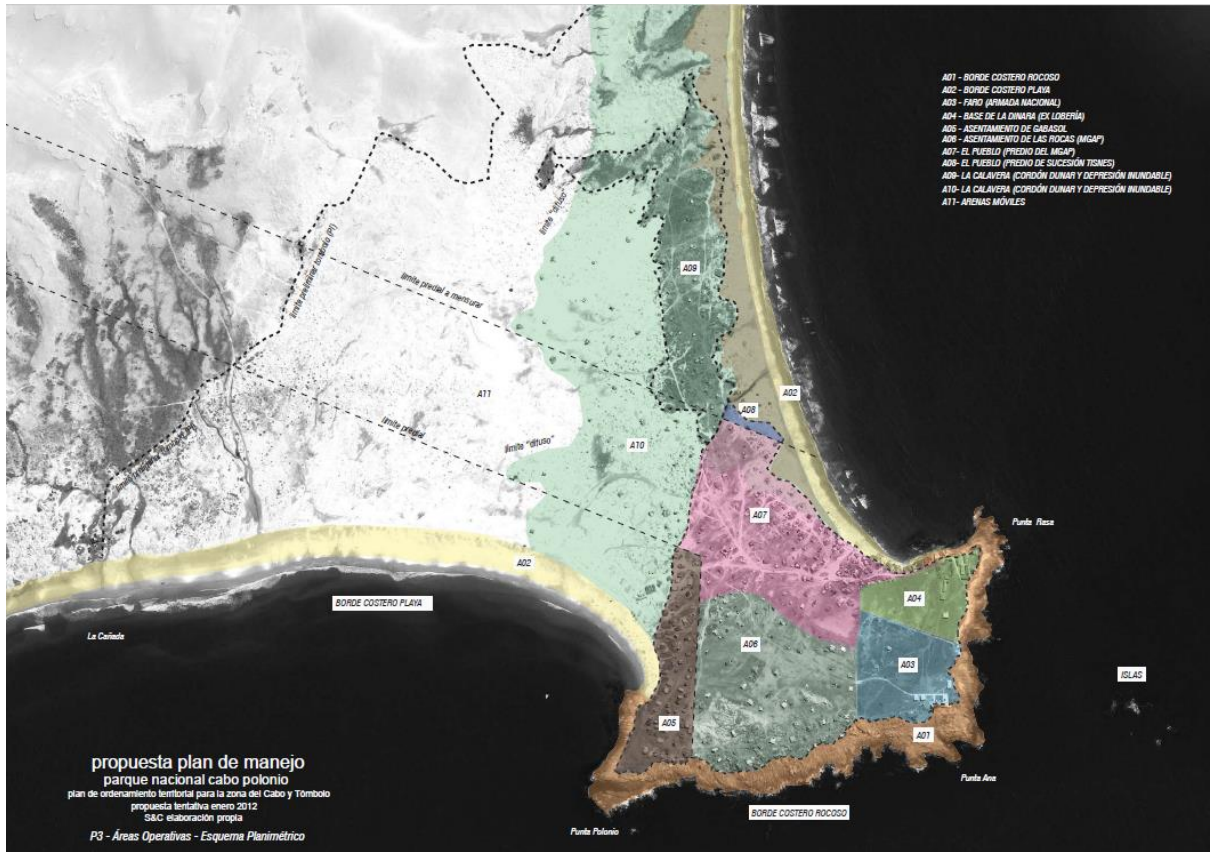 A01 - BORDE COSTERO ROCOSO
A02 - BORDE COSTERO PLAYA
A03 - FARO (ARMADA NACIONAL)
A04 - BASE DE LA DINARA (EX LOBERÍA)
A05 - ASENTAMIENTO DE GABASOL
A06 - ASENTAMIENTO DE LAS ROCAS (MGAP)
A07- EL PUEBLO (PREDIO DEL MGAP)
A08- EL PUEBLO (PREDIO DE SUCESIÓN TISNES)
A09- LA CALAVERA (CORDÓN DUNAR Y DEPRESIÓN INUNDABLE)
A10- LA CALAVERA (CORDÓN DUNAR Y DEPRESIÓN INUNDABLE)
A11- ARENAS MÓVILES
límite "difuso"
límite preliminar tómbolo (P1)
límite predial a mensurar
A09
A11
A02
A08
límite predial
límite "difuso"
A10
A07
Punta Rasa
A02
A04
BORDE COSTERO PLAYA
La Cañada
A06
A03
ISLAS
A05
A01
Punta Ana
BORDE COSTERO ROCOSO
Punta Polonio
propuesta plan de manejo
parque nacional cabo polonio
plan de ordenamiento territorial para la zona del Cabo y Tómbolo
propuesta tentativa enero 2012
S&C elaboración propia
P3 - Áreas Operativas - Esquema Planimétrico